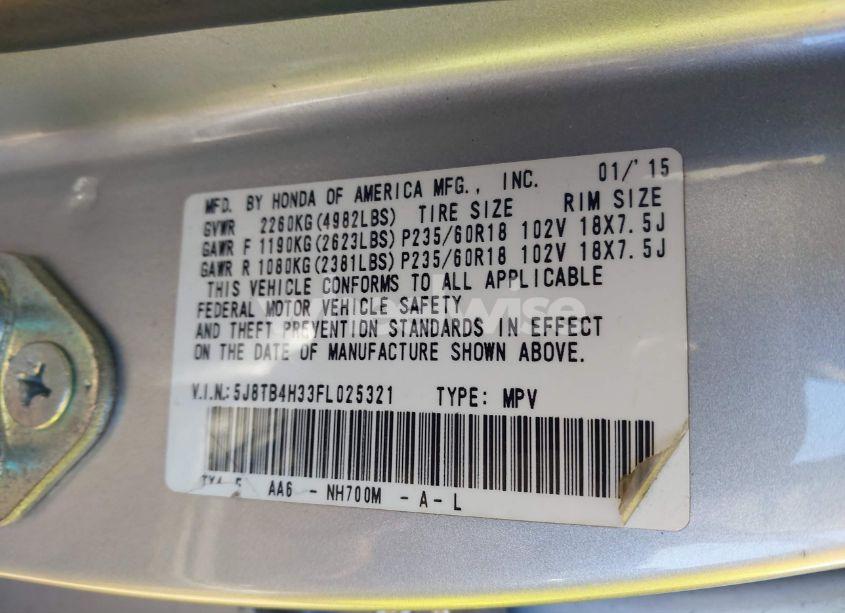 MFD. BY HONDA OF AMERICA MFG., INC. 01/'15
GVWR 2260KG(4982LBS) TIRE SIZE RIM SIZE
GAWR F 1190KG(2623LBS) P235/60R18 102V 18X7.5J
GAWR R 1080KG(2381LBS) P235/60R18 102V 18X7.5J
THIS VEHICLE CONFORMS TO ALL APPLICABLE
FEDERAL MOTOR VEHICLE SAFETY
AND THEFT PREVENTION STANDARDS IN EFFECT
ON THE DATE OF MANUFACTURE SHOWN ABOVE.
V.I.N.: 5J8TB4H33FL025321 TYPE: MPV
AA6 - NH700M - A - L